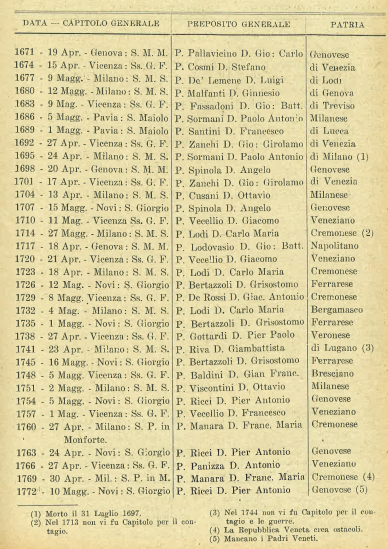 DATA — CAPITOLO GENERALE PREPOSITO GENERALE PATRIA
1671 - 19 Apr. - Genova: S. M. M. P. Pallavicino D. Gio: Carlo Genovese
1674 - 15 Apr. - Vicenza: Ss. G. F. P. Cosmi D. Stefano di Venezia
1677 - 9 Magg. - Milano: S. M. S. P. De' Lemene D. Luigi di Lodi
1680 - 12 Magg. - Milano: S. M. S. P. Malfanti D. Ginnesio di Genova
1683 - 9 Mag. - Vicenza: Ss. G. F. P. Fassadoni D. Gio: Batt. di Treviso
1686 - 5 Magg. - Pavia: S. Maiolo P. Sormani D. Paolo Antonio Milanese
1689 - 1 Magg. - Pavia: S. Maiolo P. Santini D. Francesco di Lucca
1692 - 27 Apr. - Vicenza: Ss. G. F. P. Zanchi D. Gio: Girolamo di Venezia
1695 - 24 Apr. - Milano: S. M. S. P. Sormani D. Paolo Antonio di Milano (1)
1698 - 20 Apr. - Genova: S. M. M. P. Spinola D. Angelo Genovese
1701 - 17 Apr. - Vicenza: Ss. G. F. P. Zanchi D. Gio: Girolamo di Venezia
1704 - 13 Apr. - Milano: S. M. S. P. Cusani D. Ottavio Milanese
1707 - 15 Magg. - Novi: S. Giorgio P. Spinola D. Angelo Genovese
1710 - 11 Mag. - Vicenza Ss. G. F. P. Vecellio D. Giacomo Veneziano
1714 - 27 Magg. - Milano: S. M. S. P. Lodi D. Carlo Maria Cremonese (2)
1717 - 18 Apr. - Genova: S. M. M. P. Lodovasio D. Gio: Batt. Napolitano
1720 - 21 Apr. - Vicenza: Ss. G. F. P. Vecellio D. Giacomo Veneziano
1723 - 18 Apr. - Milano: S. M. S. P. Lodi D. Carlo Maria Cremonese
1726 - 12 Mag. - Novi: S. Giorgio P. Bertazzoli D. Grisostomo Ferrarese
1729 - 8 Magg. Vicenza: Ss. G. F. P. De Rossi D. Giac. Antonio Cremonese
1732 - 4 Mag. - Milano: S. M. S. P. Lodi D. Carlo Maria Bergamasco
1735 - 1 Magg. - Novi: S. Giorgio P. Bertazzoli D. Grisostomo Ferrarese
1738 - 27 Apr. - Vicenza: Ss. G. F. P. Gottardi D. Pier Paolo Veronese
1741 - 23 Apr. - Milano: S. M. S. P. Riva D. Giambattista di Lugano (3)
1745 - 16 Magg. - Novi: S. Giorgio P. Bertazzoli D. Grisostomo Ferrarese
1748 - 5 Magg. Vicenza: Ss. G. F. P. Baldini D. Gian Franc. Bresciano
1751 - 2 Magg. - Milano: S. M. S. P. Viscontini D. Ottavio Milanese
1754 - 5 Magg. - Novi: S. Giorgio P. Ricci D. Pier Antonio Genovese
1757 - 1 Mag. - Vicenza: Ss. G. F. P. Vecellio D. Francesco Veneziano
1760 - 27 Apr. - Milano: S. P. in P. Manara D. Franc. Maria Cremonese
Monforte.
1763 - 24 Apr. - Novi: S. Giorgio P. Ricci D. Pier Antonio Genovese
1766 - 27 Apr. - Vicenza: Ss. G. F. P. Panizza D. Antonio Veneziano
1769 - 30 Apr. - Mil.: S. P. in M. P. Manara D. Franc. Maria Cremonese (4)
1772 - 10 Magg. - Novi: S. Giorgio P. Ricci D. Pier Antonio Genovese (5)
(1) Morto il 31 Luglio 1697.
(2) Nel 1713 non vi fu Capitolo per il con-
tagio.
(3) Nel 1744 non vi fu Capitolo per il con-
tagio e le guerre.
(4) La Repubblica Veneta crea ostacoli.
(5) Mancano i Padri Veneti.